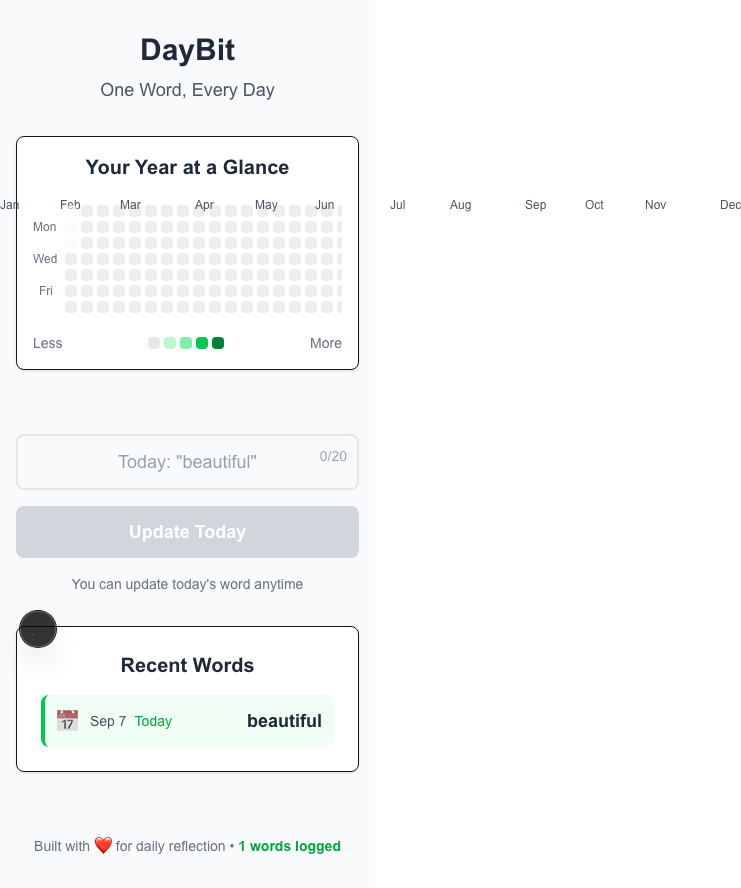 DayBit
One Word, Every Day
Your Year at a Glance
Jan Feb Mar Apr May Jun Jul Aug Sep Oct Nov Dec
Mon
Wed
Fri
Less More
Today: "beautiful" 0/20
Update Today
You can update today's word anytime
Recent Words
17 Sep 7 Today beautiful
Built with ❤️ for daily reflection • 1 words logged